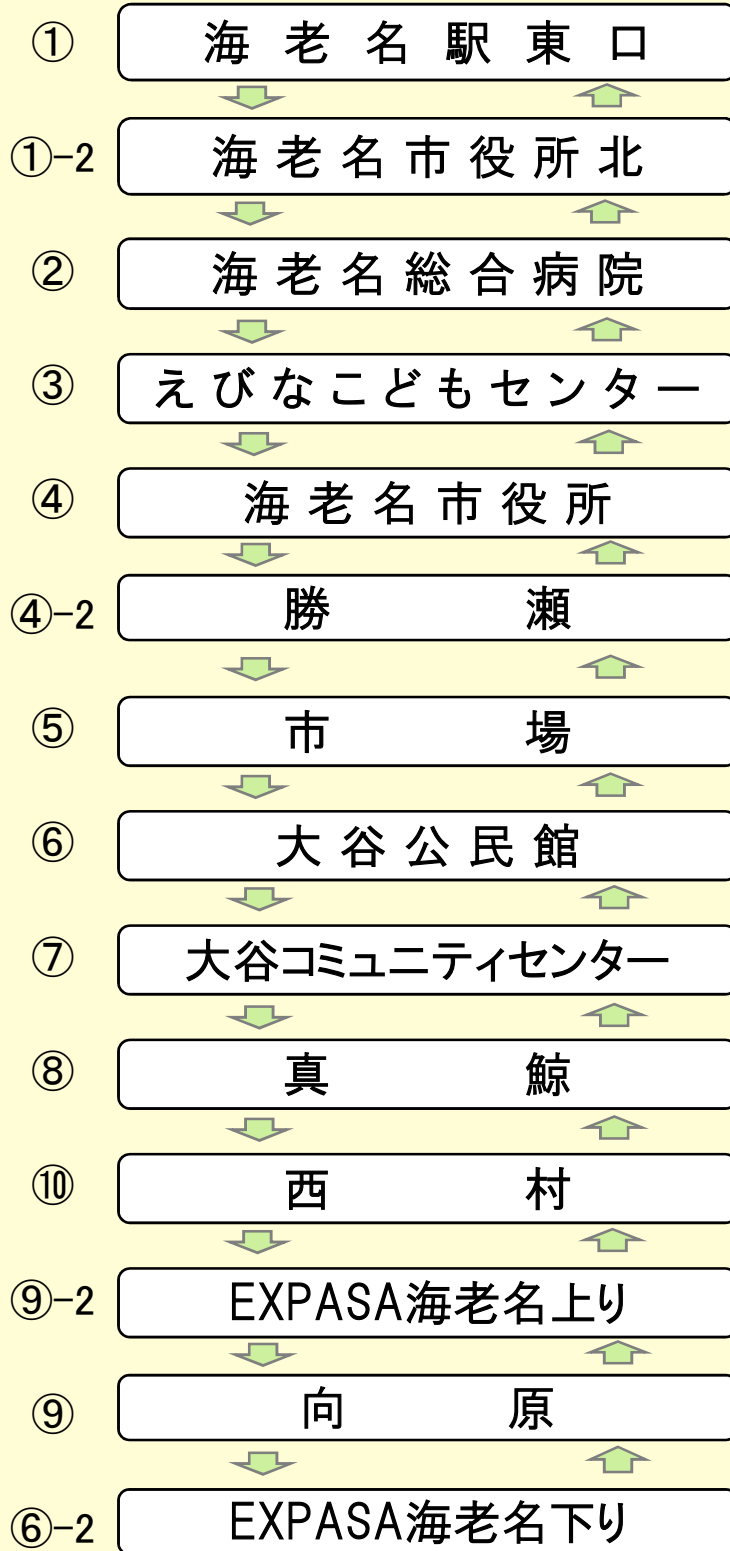 ① 海老名駅東口
①-2 海老名市役所北
② 海老名総合病院
③ えびなこどもセンター
④ 海老名市役所
④-2 勝瀬
⑤ 市場
⑥ 大谷公民館
⑦ 大谷コミュニティセンター
⑧ 真鯨
⑩ 西村
⑨-2 EXPASA海老名上り
⑨ 向原
⑥-2 EXPASA海老名下り